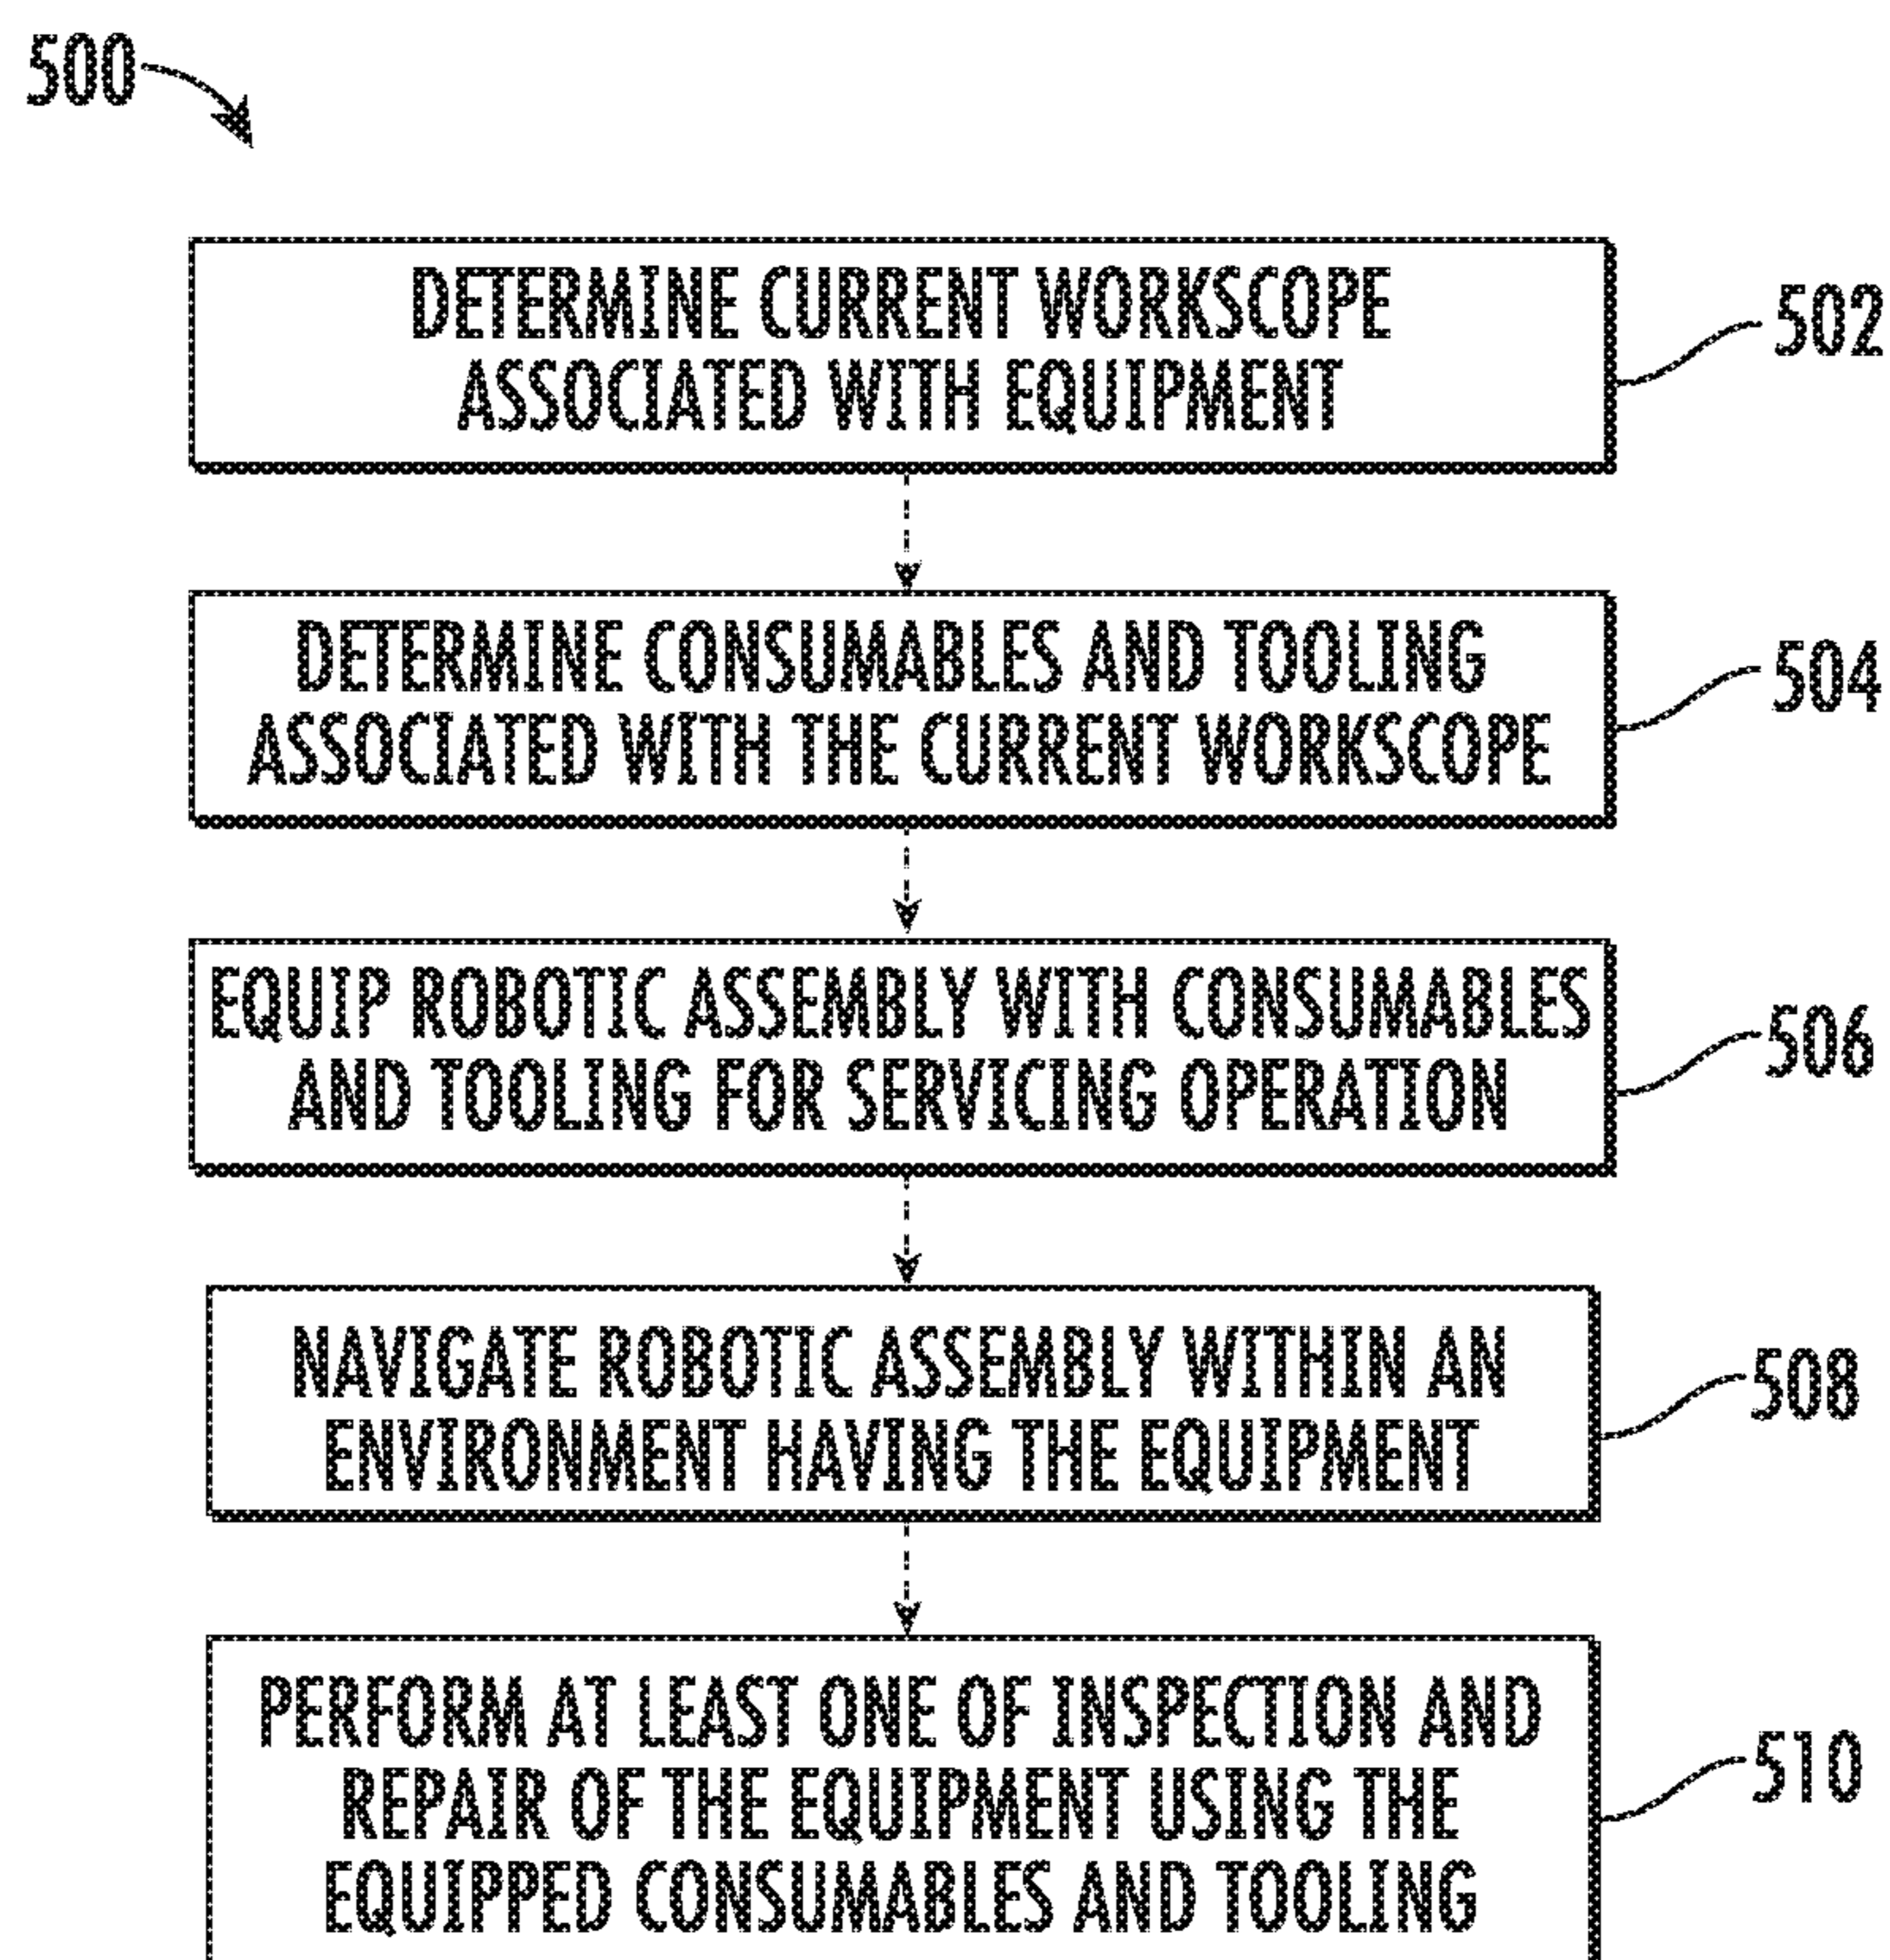 500
DETERMINE CURRENT WORKSCOPE
ASSOCIATED WITH EQUIPMENT
502
DETERMINE CONSUMABLES AND TOOLING
ASSOCIATED WITH THE CURRENT WORKSCOPE
504
EQUIP ROBOTIC ASSEMBLY WITH CONSUMABLES
AND TOOLING FOR SERVICING OPERATION
506
NAVIGATE ROBOTIC ASSEMBLY WITHIN AN
ENVIRONMENT HAVING THE EQUIPMENT
508
PERFORM AT LEAST ONE OF INSPECTION AND
REPAIR OF THE EQUIPMENT USING THE
EQUIPPED CONSUMABLES AND TOOLING
510